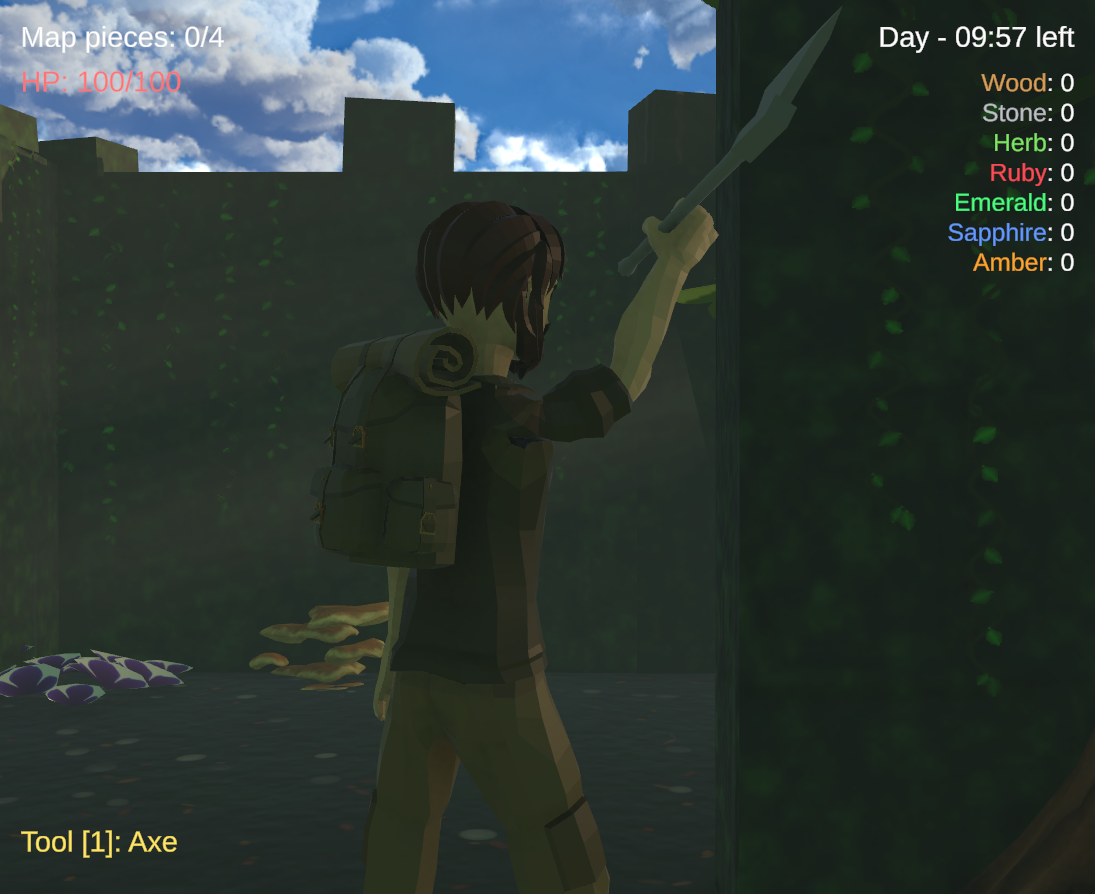 Map pieces: 0/4
HP: 100/100
Day - 09:57 left
Wood: 0
Stone: 0
Herb: 0
Ruby: 0
Emerald: 0
Sapphire: 0
Amber: 0
Tool [1]: Axe